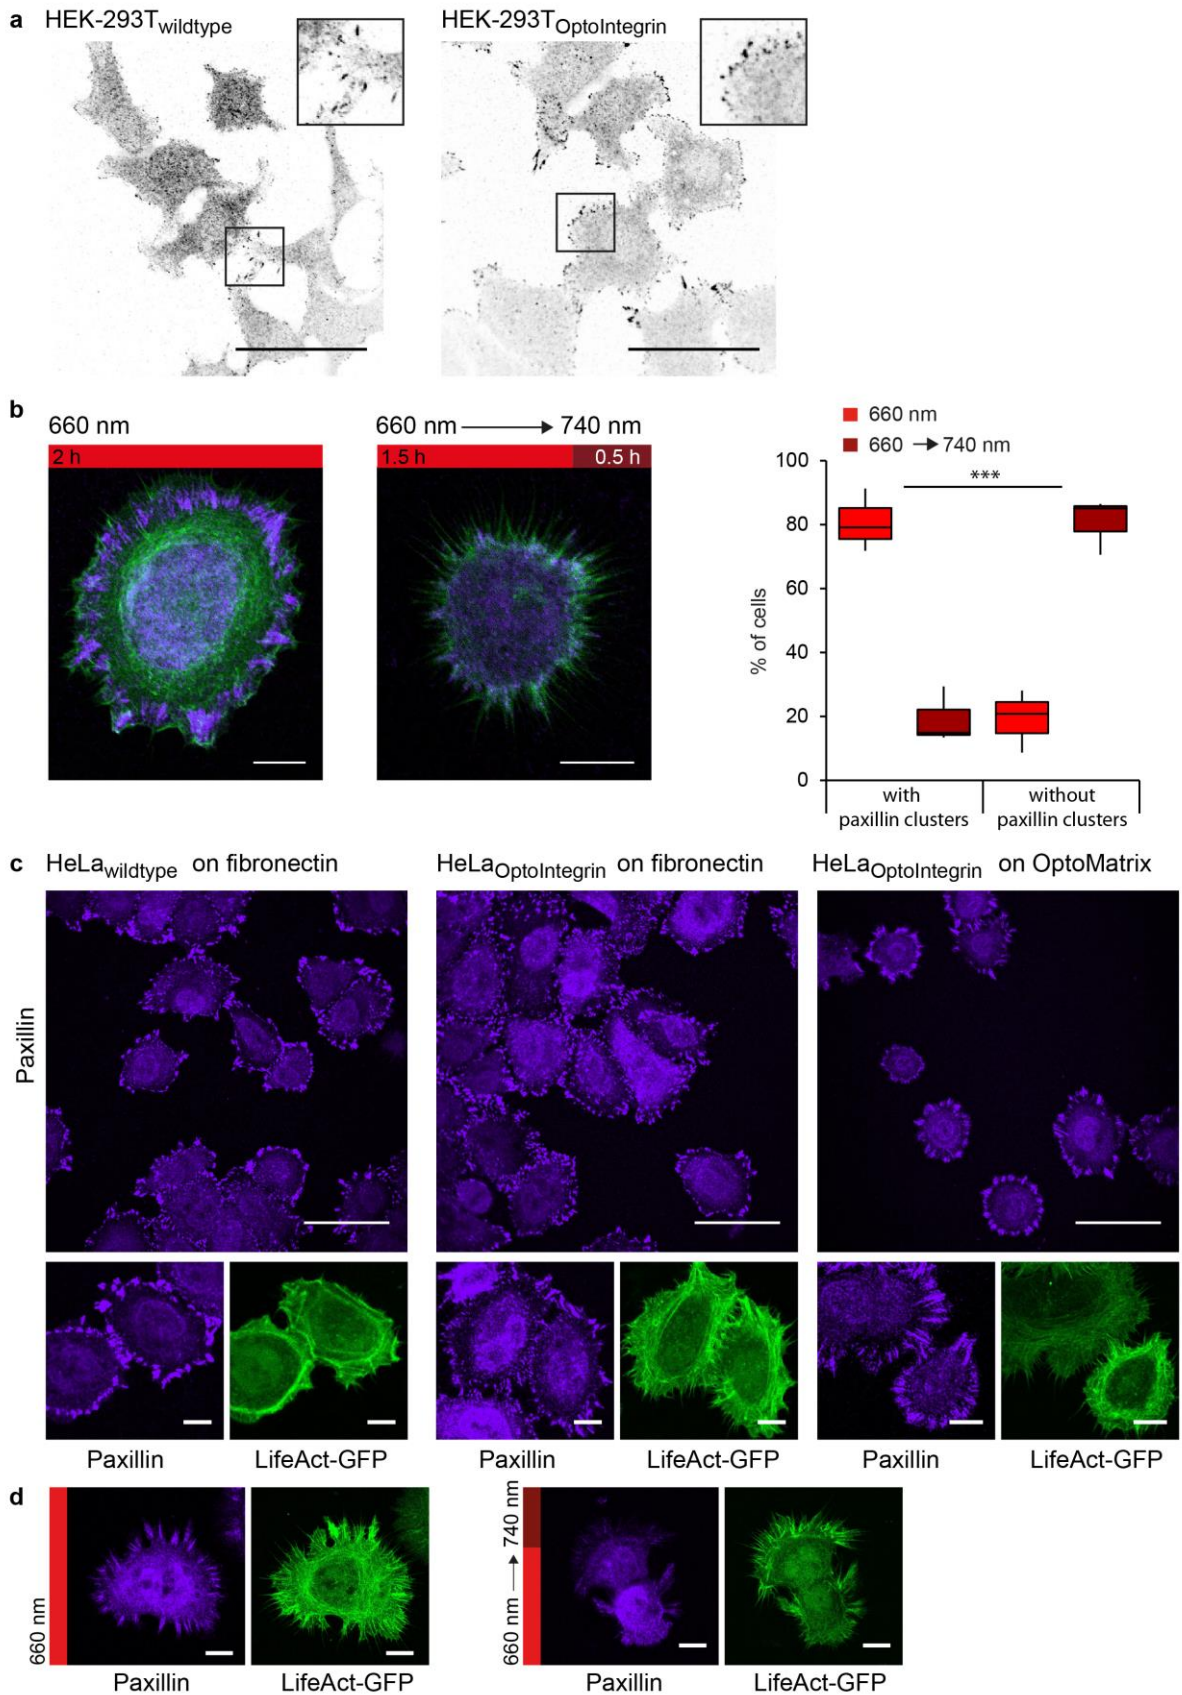 a HEK-293Twildtype HEK-293TOptoIntegrin
b
660 nm 660 nm → 740 nm
2 h 1.5 h 0.5 h
660 nm
660 → 740 nm
100
80
60
40
20
0
% of cells
***
with paxillin clusters
without paxillin clusters
c HeLawildtype on fibronectin HeLaOptoIntegrin on fibronectin HeLaOptoIntegrin on OptoMatrix
Paxillin
Paxillin LifeAct-GFP Paxillin LifeAct-GFP Paxillin LifeAct-GFP
d
660 nm
660 nm → 740 nm
Paxillin LifeAct-GFP Paxillin LifeAct-GFP